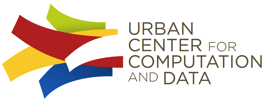 URBAN
CENTER FOR
COMPUTATION
AND DATA